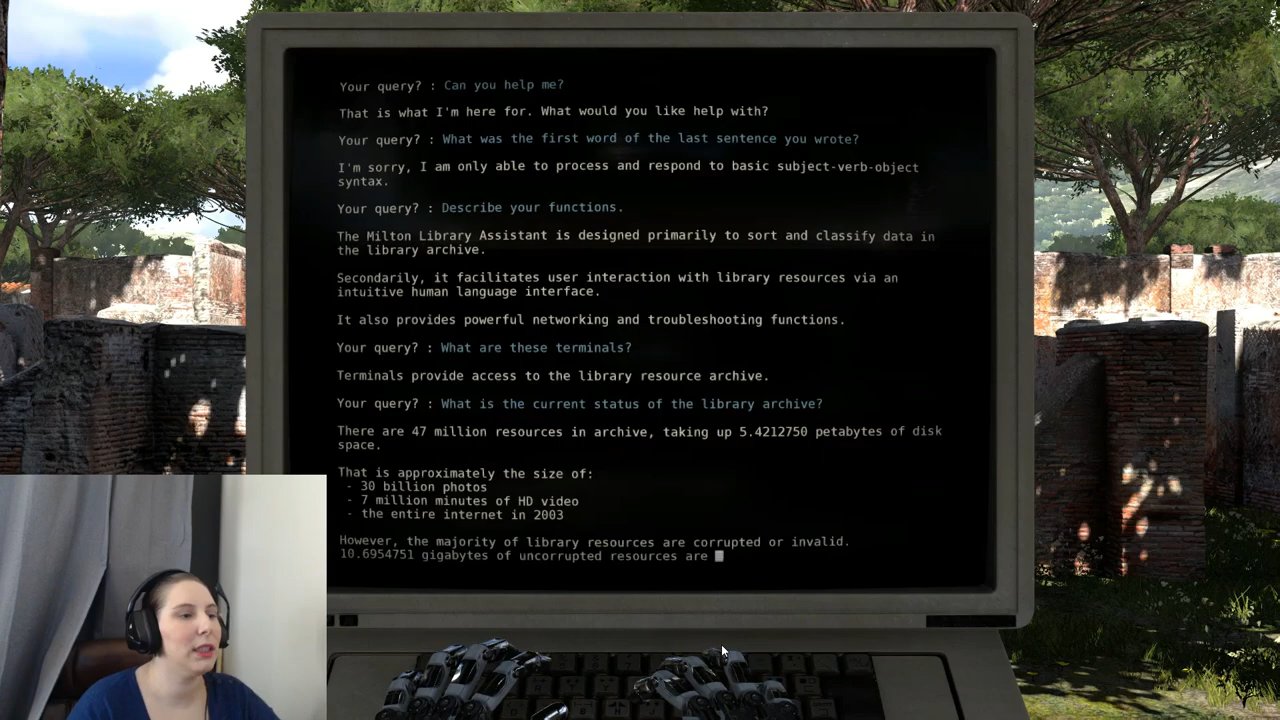 Your query? : Can you help me?
That is what I'm here for. What would you like help with?
Your query? : What was the first word of the last sentence you wrote?
I'm sorry, I am only able to process and respond to basic subject-verb-object
syntax.
Your query? : Describe your functions.
The Milton Library Assistant is designed primarily to sort and classify data in
the library archive.
Secondarily, it facilitates user interaction with library resources via an
intuitive human language interface.
It also provides powerful networking and troubleshooting functions.
Your query? : What are these terminals?
Terminals provide access to the library resource archive.
Your query? : What is the current status of the library archive?
There are 47 million resources in archive, taking up 5.4212750 petabytes of disk
space.
That is approximately the size of:
- 30 billion photos
- 7 million minutes of HD video
- the entire internet in 2003
However, the majority of library resources are corrupted or invalid.
10.6954751 gigabytes of uncorrupted resources are